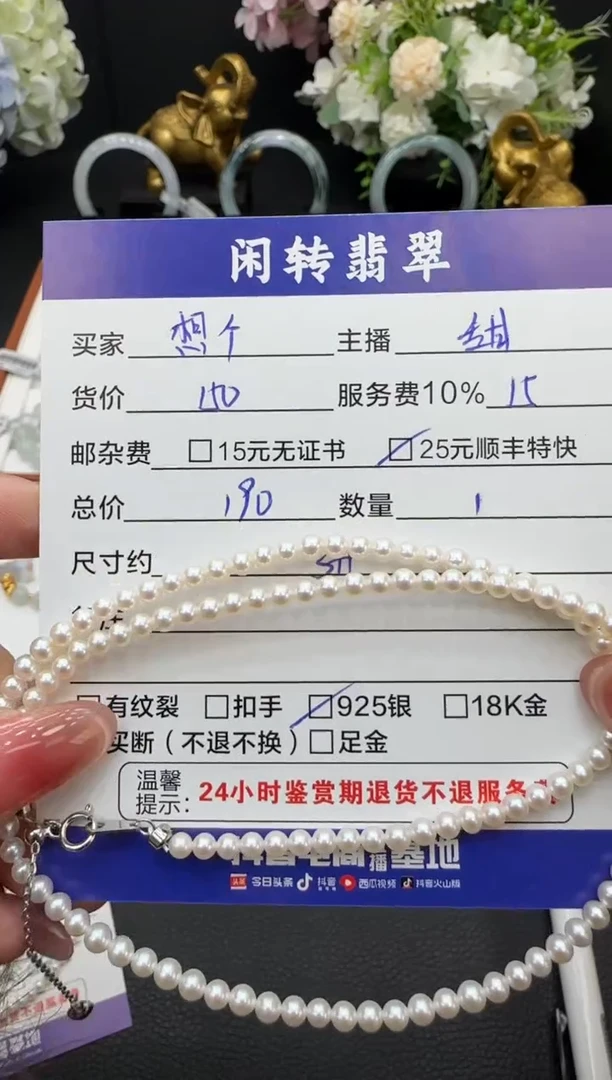 闲转翡翠
买家 想个 主播 甜
货价 150 服务费10% 15
邮杂费 □15元无证书 □25元顺丰特快
总价 190 数量 1
尺寸约
□有纹裂 □扣手 □925银 □18K金
买断（不退不换）□足金
温馨提示：24小时鉴赏期退货不退服务
播基地
今日头条 抖音 西瓜视频 抖音火山版